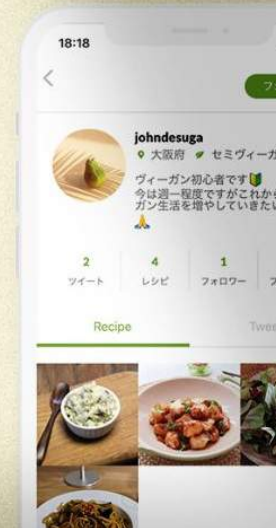 18:18
フ
johndesuga
大阪府 セミヴィーガ
ヴィーガン初心者です🔰
今は週一程度ですがこれから
ガン生活を増やしていきたい
🙏
2 4 1
ツイート レシピ フォロワー フ
Recipe Twee